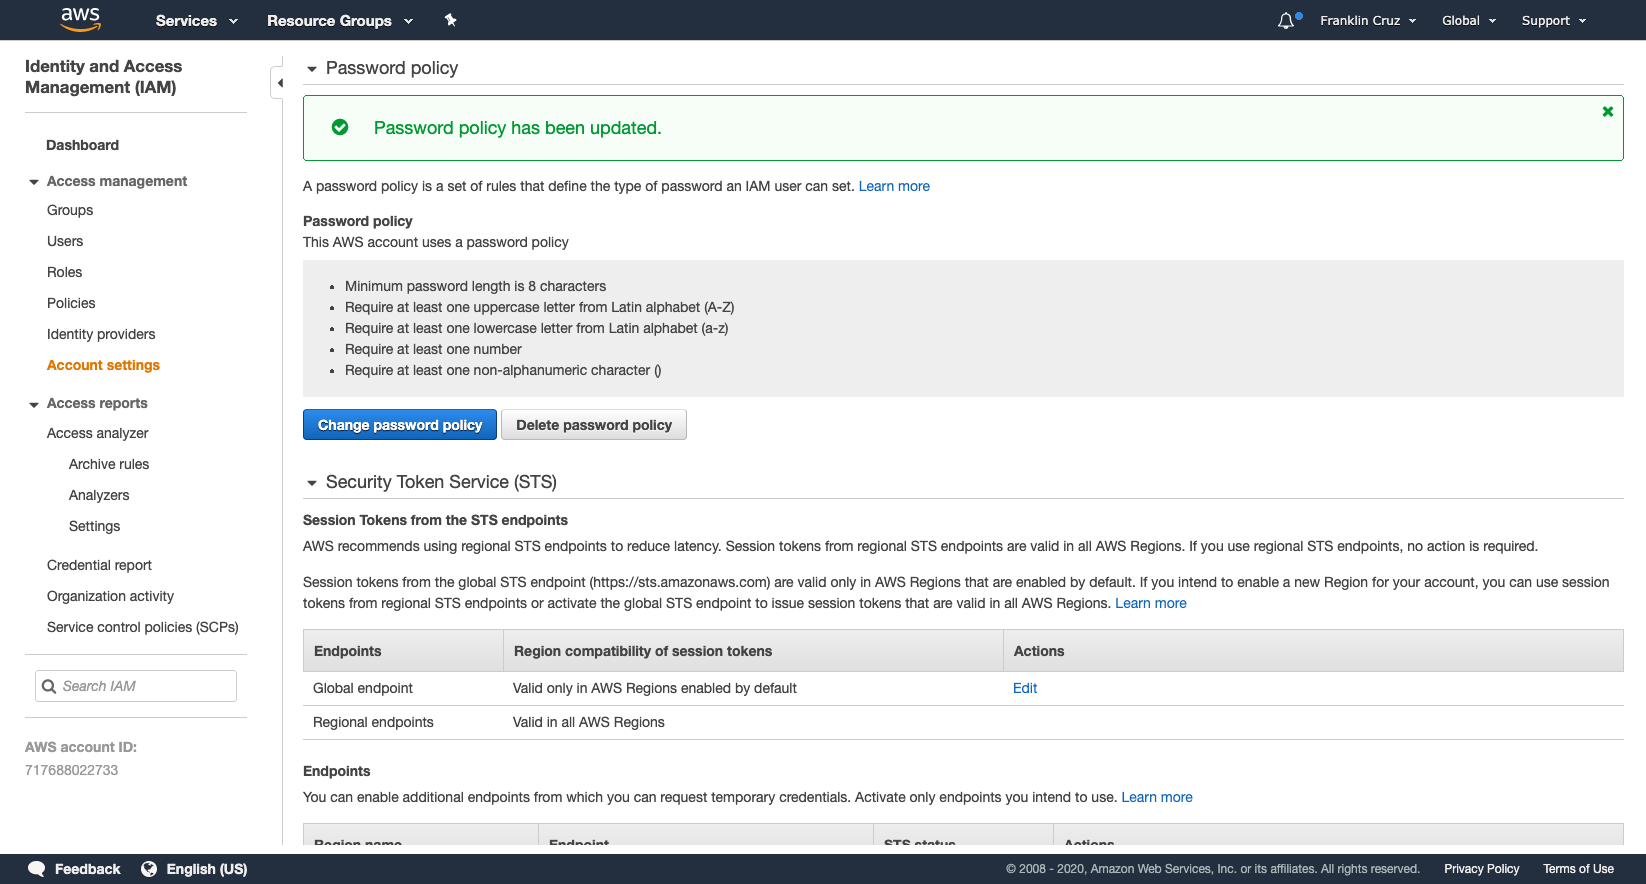 aws
Services
Resource Groups
Franklin Cruz
Global
Support
Identity and Access
Management (IAM)
Dashboard
Access management
Groups
Users
Roles
Policies
Identity providers
Account settings
Access reports
Access analyzer
Archive rules
Analyzers
Settings
Credential report
Organization activity
Service control policies (SCPs)
Search IAM
AWS account ID:
717688022733
Password policy
Password policy has been updated.
A password policy is a set of rules that define the type of password an IAM user can set. Learn more
Password policy
This AWS account uses a password policy
• Minimum password length is 8 characters
• Require at least one uppercase letter from Latin alphabet (A-Z)
• Require at least one lowercase letter from Latin alphabet (a-z)
• Require at least one number
• Require at least one non-alphanumeric character ()
Change password policy
Delete password policy
Security Token Service (STS)
Session Tokens from the STS endpoints
AWS recommends using regional STS endpoints to reduce latency. Session tokens from regional STS endpoints are valid in all AWS Regions. If you use regional STS endpoints, no action is required.
Session tokens from the global STS endpoint (https://sts.amazonaws.com) are valid only in AWS Regions that are enabled by default. If you intend to enable a new Region for your account, you can use session
tokens from regional STS endpoints or activate the global STS endpoint to issue session tokens that are valid in all AWS Regions. Learn more
Endpoints Region compatibility of session tokens Actions
Global endpoint Valid only in AWS Regions enabled by default Edit
Regional endpoints Valid in all AWS Regions
Endpoints
You can enable additional endpoints from which you can request temporary credentials. Activate only endpoints you intend to use. Learn more
Region name Endpoint STS status Actions
Feedback
English (US)
© 2008 - 2020, Amazon Web Services, Inc. or its affiliates. All rights reserved.
Privacy Policy
Terms of Use